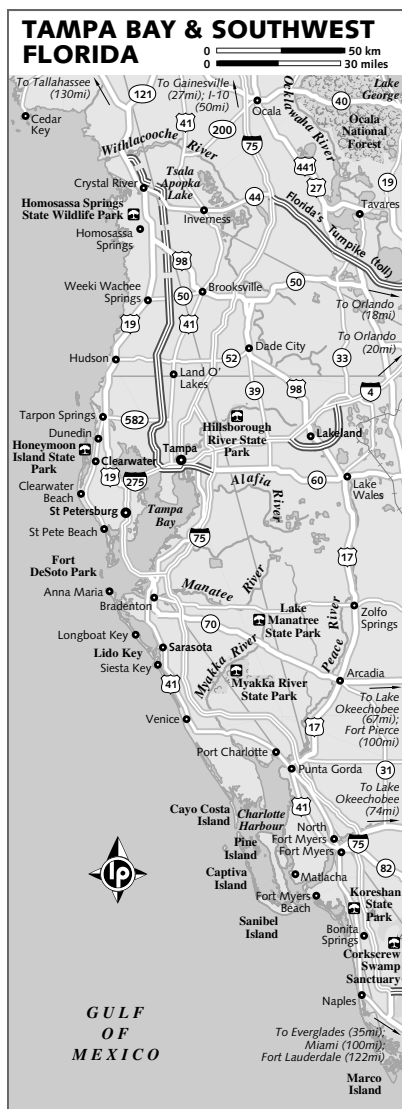 TAMPA BAY & SOUTHWEST
FLORIDA
0 50 km
0 30 miles
To Tallahassee
(130mi)
121
To Gainesville
(27mi); I-10
(50mi)
Lake
George
Cedar
Key
41
Ocala
40
Ocklawaha River
Ocala
National
Forest
Withlacooche River
200
75
441
Tsala
Apopka
Lake
27
19
Crystal River
44
Tavares
Homosassa Springs
State Wildlife Park
Inverness
Florida's Turnpike (toll)
Homosassa
Springs
98
Weeki Wachee
Springs
50
Brooksville
50
To Orlando
(18mi)
19
41
To Orlando
(20mi)
Hudson
52
Dade City
33
Land O'
Lakes
39
98
4
Tarpon Springs
582
Hillsborough
River State
Park
Dunedin
Lakeland
Honeymoon
Island State
Park
Tampa
Clearwater
19
275
Alafia River
60
Lake
Wales
Clearwater
Beach
St Petersburg
Tampa
Bay
St Pete Beach
75
17
Fort
DeSoto Park
Manatee River
Anna Maria
Bradenton
Lake
Manatree
State Park
Zolfo
Springs
70
Longboat Key
Lido Key
Sarasota
Peace River
Siesta Key
Myakka River
Myakka River
State Park
Arcadia
41
To Lake
Okeechobee
(67mi);
Fort Pierce
(100mi)
Venice
17
Port Charlotte
Punta Gorda
31
To Lake
Okeechobee
(74mi)
Cayo Costa
Island
Charlotte
Harbour
41
North
Fort Myers
75
Pine
Island
Fort Myers
82
Captiva
Island
Matlacha
Koreshan
State
Park
Fort Myers
Beach
Sanibel
Island
Bonita
Springs
Corkscrew
Swamp
Sanctuary
Naples
lp
GULF
OF
MEXICO
To Everglades (35mi);
Miami (100mi);
Fort Lauderdale (122mi)
Marco
Island